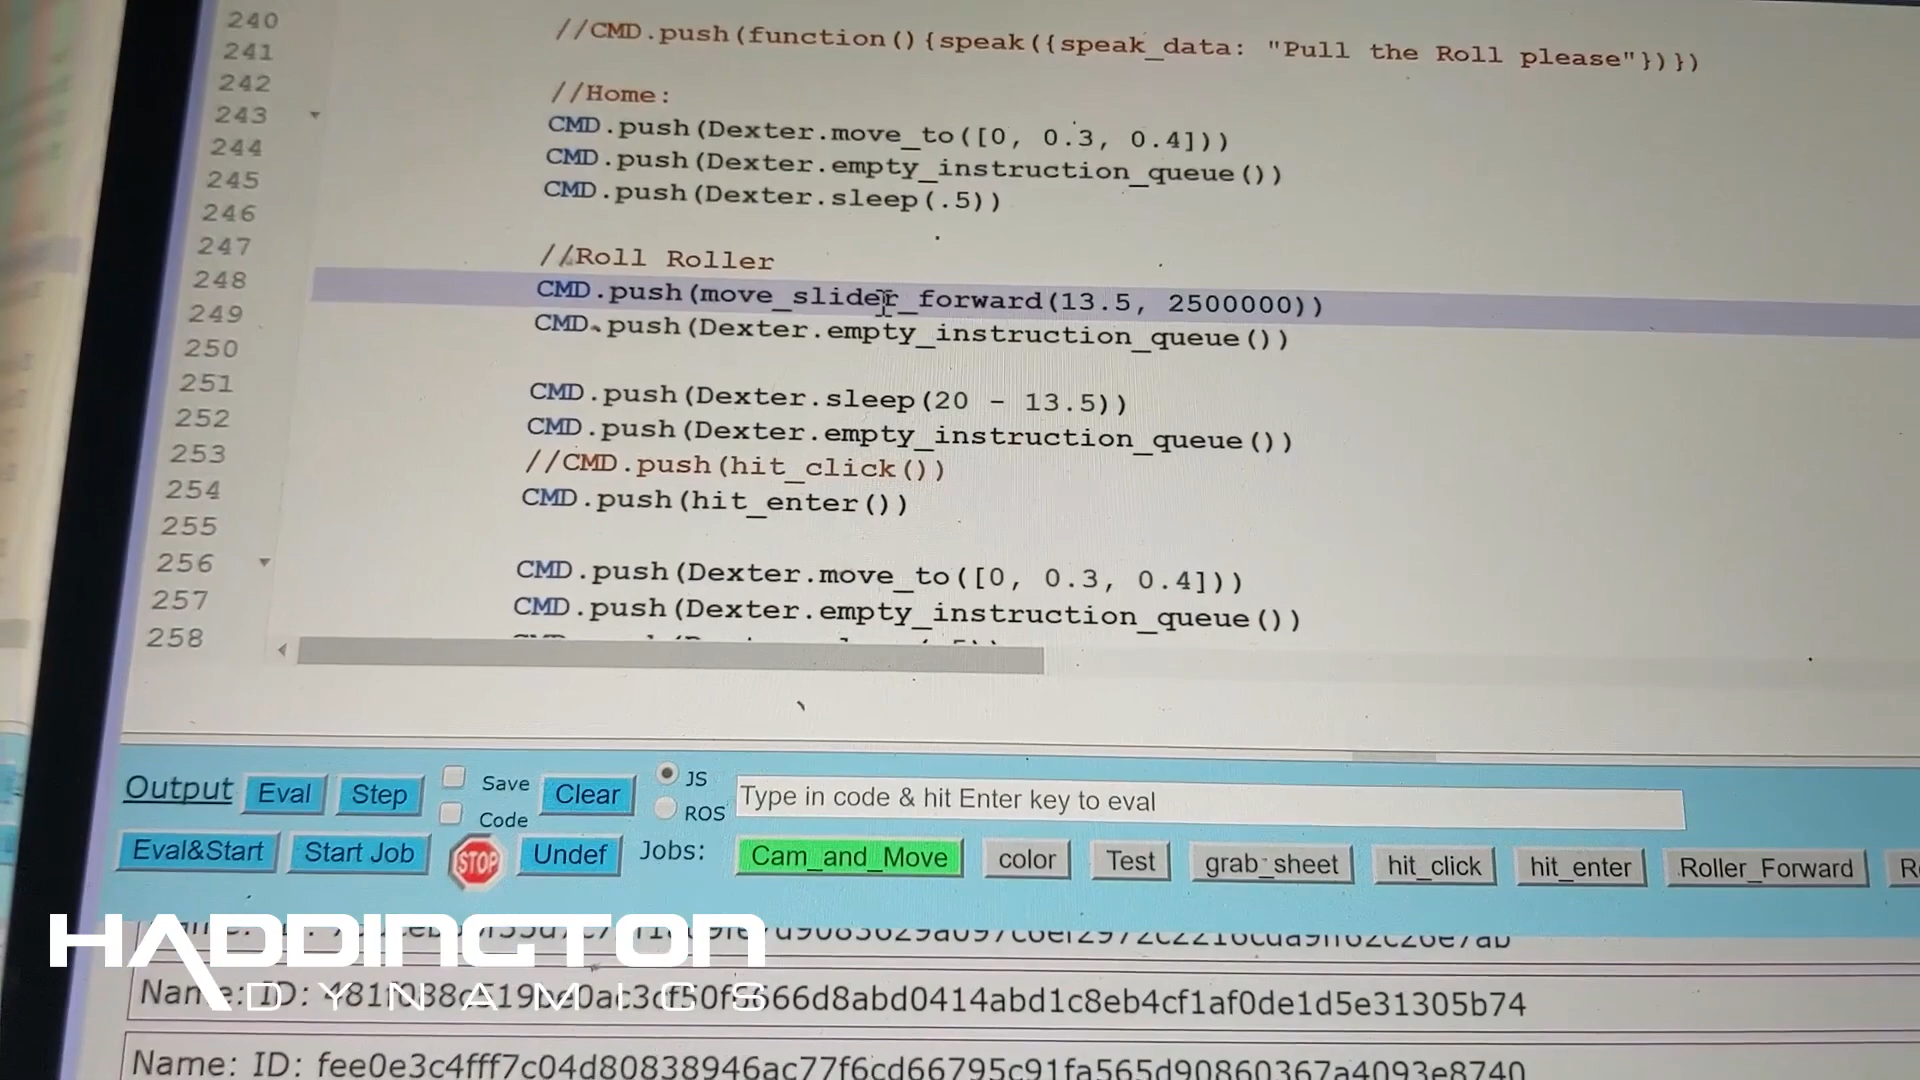 240 //CMD.push(function(){speak({speak_data: "Pull the Roll please"})})
241
242 //Home:
243 CMD.push(Dexter.move_to([0, 0.3, 0.4]))
244 CMD.push(Dexter.empty_instruction_queue())
245 CMD.push(Dexter.sleep(.5))
246
247 //Roll Roller
248 CMD.push(move_slider_forward(13.5, 2500000))
249 CMD.push(Dexter.empty_instruction_queue())
250
251 CMD.push(Dexter.sleep(20 - 13.5))
252 CMD.push(Dexter.empty_instruction_queue())
253 //CMD.push(hit_click())
254 CMD.push(hit_enter())
255
256 CMD.push(Dexter.move_to([0, 0.3, 0.4]))
257 CMD.push(Dexter.empty_instruction_queue())
258
Output Eval Step Save Code Clear JS ROS Type in code & hit Enter key to eval
Eval&Start Start Job STOP Undef Jobs: Cam_and_Move color Test grab_sheet hit_click hit_enter Roller_Forward
HADDINGTON
DYNAMICS
Name: ID:
Name: ID: fee0e3c4fff7c04d80838946ac77f6cd66795c91fa565d90860367a4093e8740